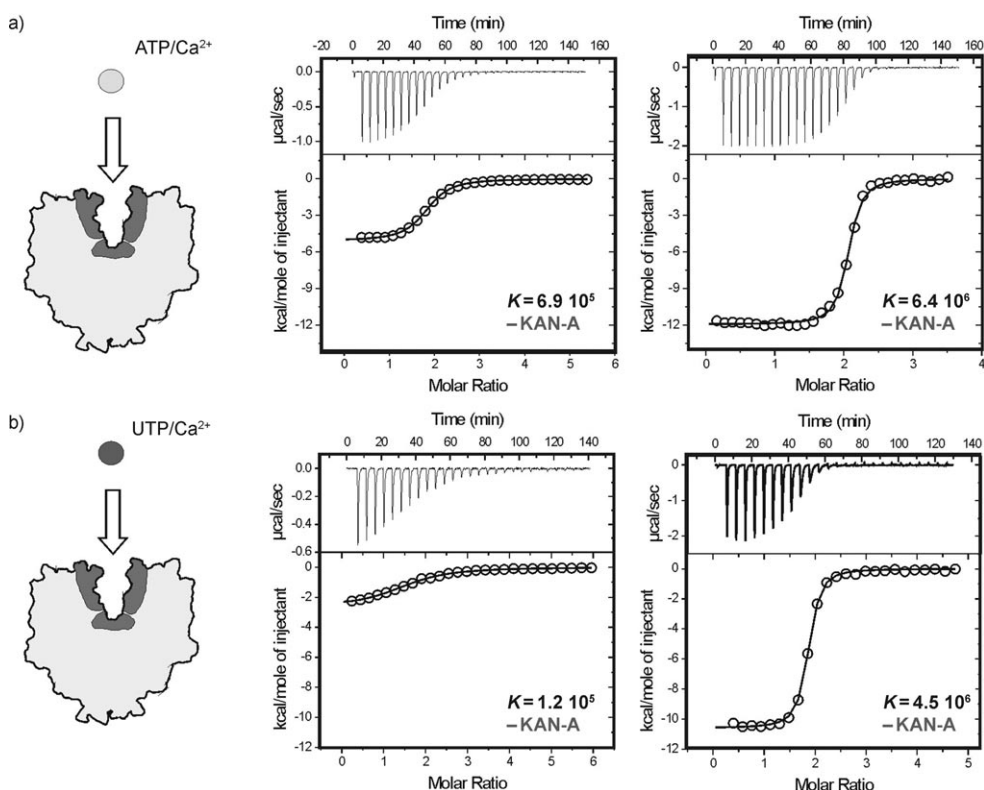 a)
ATP/Ca²⁺
Time (min)
-20 0 20 40 60 80 100 120 140 160
0.0
-0.5
-1.0
µcal/sec
0
-3
-6
-9
-12
kcal/mole of injectant
K = 6.9 10⁵
–KAN-A
0 1 2 3 4 5 6
Molar Ratio
Time (min)
0 20 40 60 80 100 120 140 160
0
-1
-2
µcal/sec
0
-3
-6
-9
-12
kcal/mole of injectant
K = 6.4 10⁶
–KAN-A
0 1 2 3 4
Molar Ratio
b)
UTP/Ca²⁺
Time (min)
0 20 40 60 80 100 120 140
0.0
-0.2
-0.4
-0.6
µcal/sec
0
-2
-4
-6
-8
-10
-12
kcal/mole of injectant
K = 1.2 10⁵
–KAN-A
0 1 2 3 4 5 6
Molar Ratio
Time (min)
0 20 40 60 80 100 120 140
0
-1
-2
µcal/sec
0
-2
-4
-6
-8
-10
-12
kcal/mole of injectant
K = 4.5 10⁶
–KAN-A
0 1 2 3 4 5
Molar Ratio